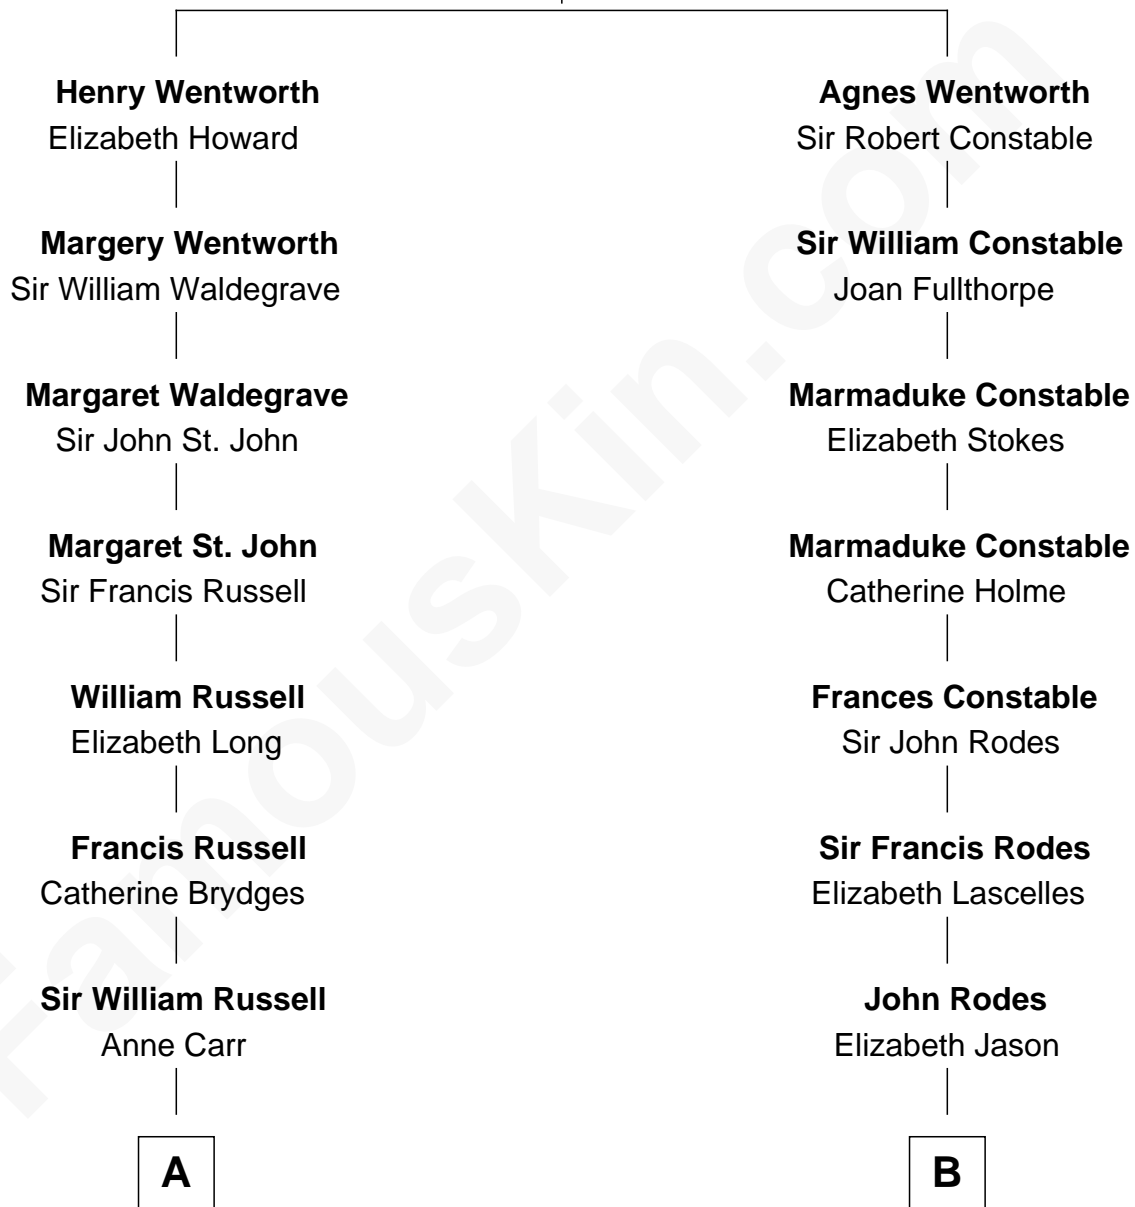 Henry Wentworth
Elizabeth Howard
Agnes Wentworth
Sir Robert Constable
Margery Wentworth
Sir William Waldegrave
Sir William Constable
Joan Fullthorpe
Margaret Waldegrave
Sir John St. John
Marmaduke Constable
Elizabeth Stokes
Margaret St. John
Sir Francis Russell
Marmaduke Constable
Catherine Holme
William Russell
Elizabeth Long
Frances Constable
Sir John Rodes
Francis Russell
Catherine Brydges
Sir Francis Rodes
Elizabeth Lascelles
Sir William Russell
Anne Carr
John Rodes
Elizabeth Jason
A
B
FamousKin.com